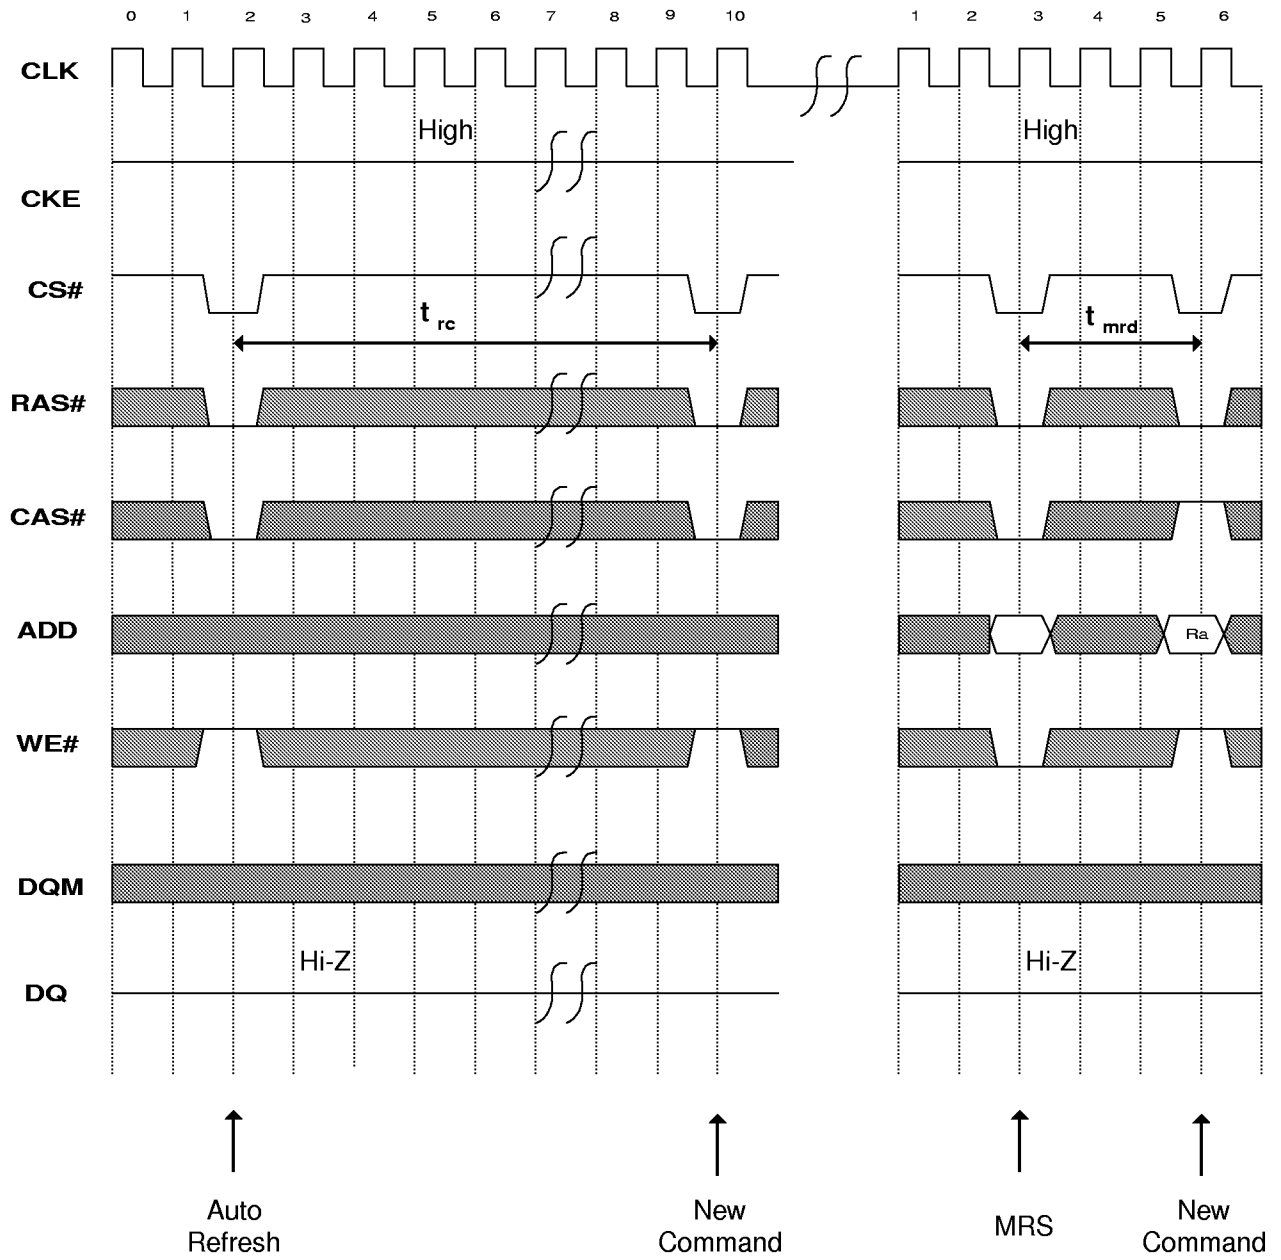 0 1 2 3 4 5 6 7 8 9 10 1 2 3 4 5 6
CLK
High High
CKE
CS#
t rc t mrd
RAS#
CAS#
ADD Ra
WE#
DQM
Hi-Z Hi-Z
DQ
Auto Refresh
New Command
MRS
New Command